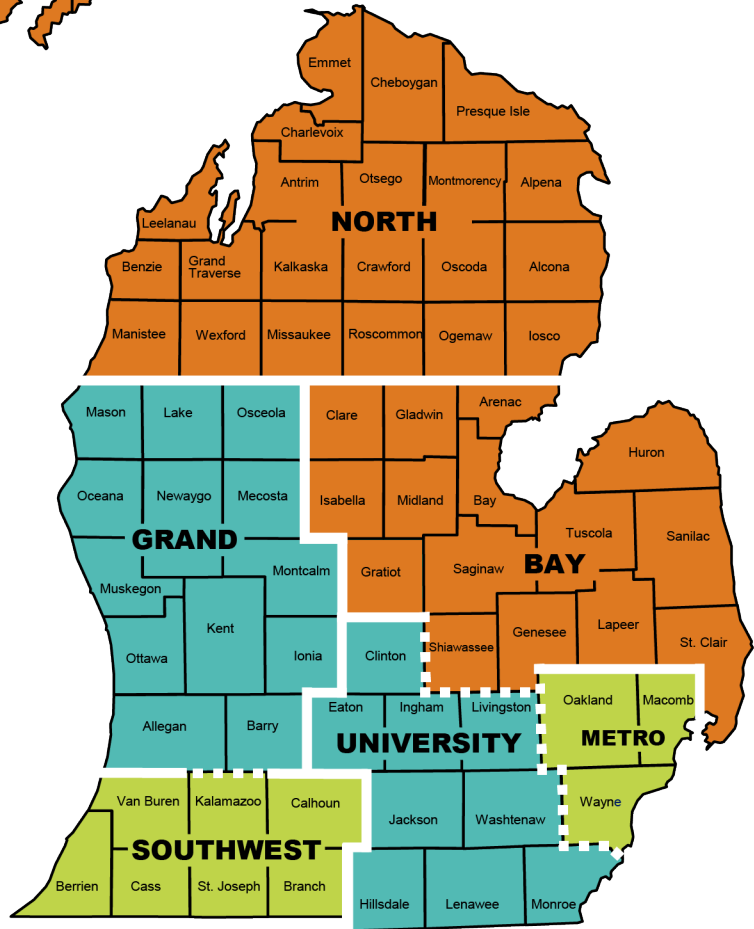 Emmet
Cheboygan
Presque Isle
Charlevoix
Antrim
Otsego
Montmorency
Alpena
Leelanau
NORTH
Benzie
Grand
Traverse
Kalkaska
Crawford
Oscoda
Alcona
Manistee
Wexford
Missaukee
Roscommon
Ogemaw
Iosco
Mason
Lake
Osceola
Clare
Gladwin
Arenac
Huron
Oceana
Newaygo
Mecosta
Isabella
Midland
Bay
Tuscola
Sanilac
GRAND
BAY
Muskegon
Montcalm
Gratiot
Saginaw
Kent
Ottawa
Ionia
Clinton
Shiawassee
Genesee
Lapeer
St. Clair
Allegan
Barry
Eaton
Ingham
Livingston
Oakland
Macomb
UNIVERSITY
METRO
Van Buren
Kalamazoo
Calhoun
Jackson
Washtenaw
Wayne
SOUTHWEST
Berrien
Cass
St. Joseph
Branch
Hillsdale
Lenawee
Monroe